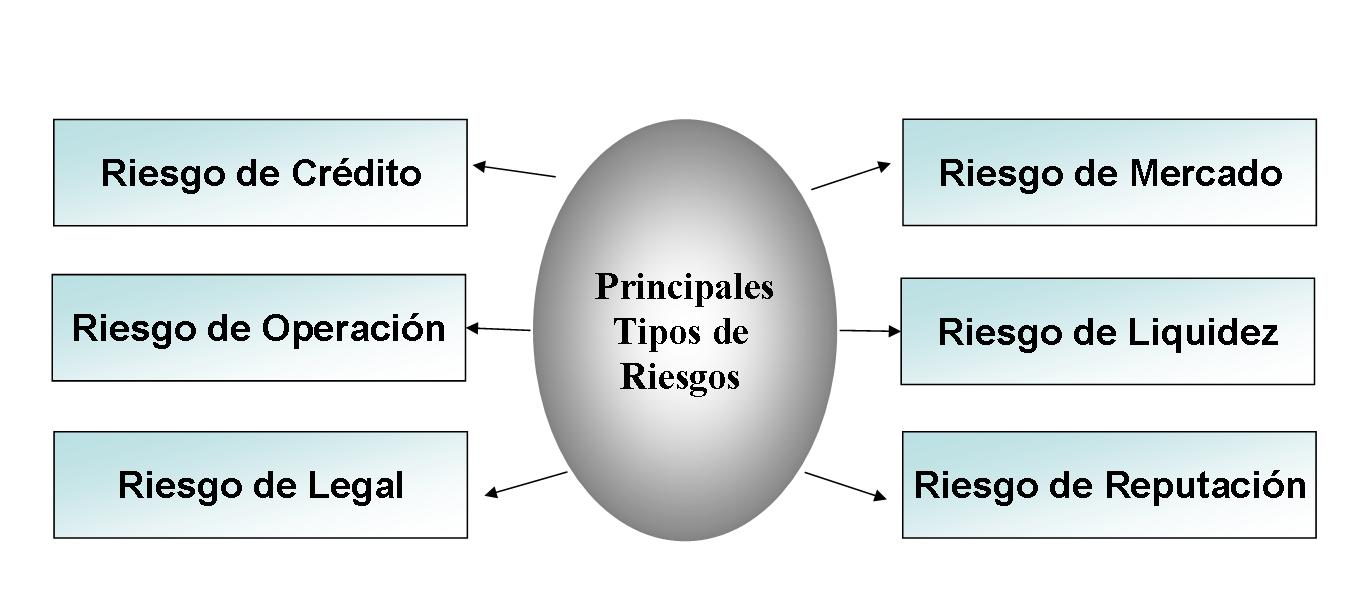 Riesgo de Crédito
Riesgo de Mercado
Principales
Tipos de
Riesgos
Riesgo de Operación
Riesgo de Liquidez
Riesgo de Legal
Riesgo de Reputación